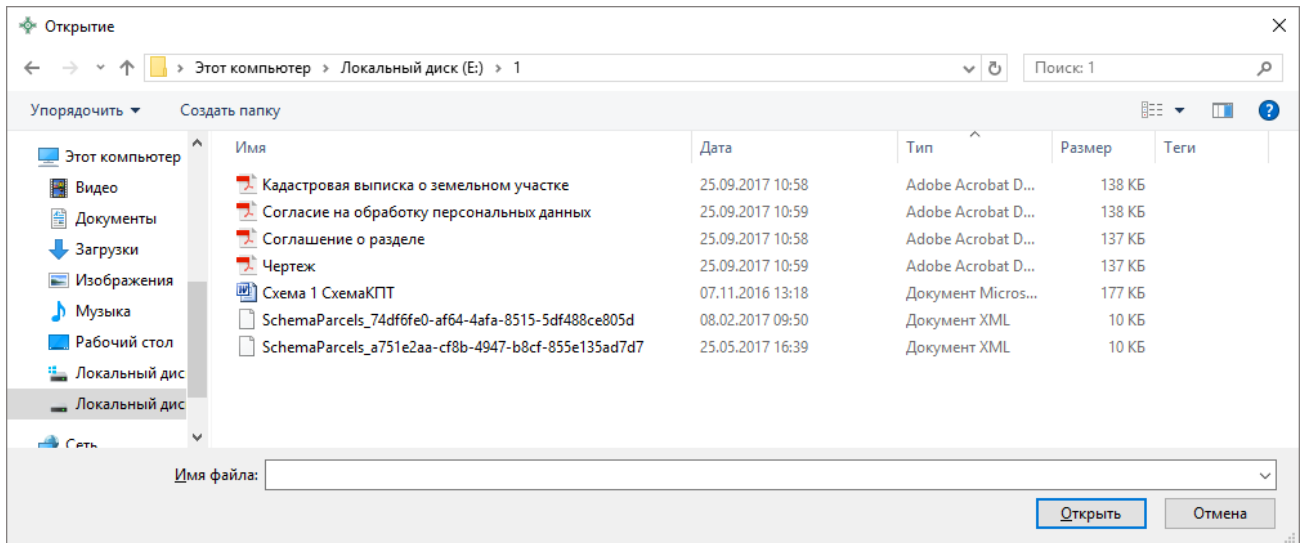 Открытие
Этот компьютер > Локальный диск (E:) > 1
Поиск: 1
Упорядочить
Создать папку
Этот компьютер
Видео
Документы
Загрузки
Изображения
Музыка
Рабочий стол
Локальный дис
Локальный дис
Сеть
Имя Дата Тип Размер Теги
Кадастровая выписка о земельном участке 25.09.2017 10:58 Adobe Acrobat D... 138 КБ
Согласие на обработку персональных данных 25.09.2017 10:59 Adobe Acrobat D... 138 КБ
Соглашение о разделе 25.09.2017 10:58 Adobe Acrobat D... 137 КБ
Чертеж 25.09.2017 10:59 Adobe Acrobat D... 137 КБ
Схема 1 СхемаКПТ 07.11.2016 13:18 Документ Micros... 177 КБ
SchemaParcels_74df6fe0-af64-4afa-8515-5df488ce805d 08.02.2017 09:50 Документ XML 10 КБ
SchemaParcels_a751e2aa-cf8b-4947-b8cf-855e135ad7d7 25.05.2017 16:39 Документ XML 10 КБ
Имя файла:
Открыть
Отмена